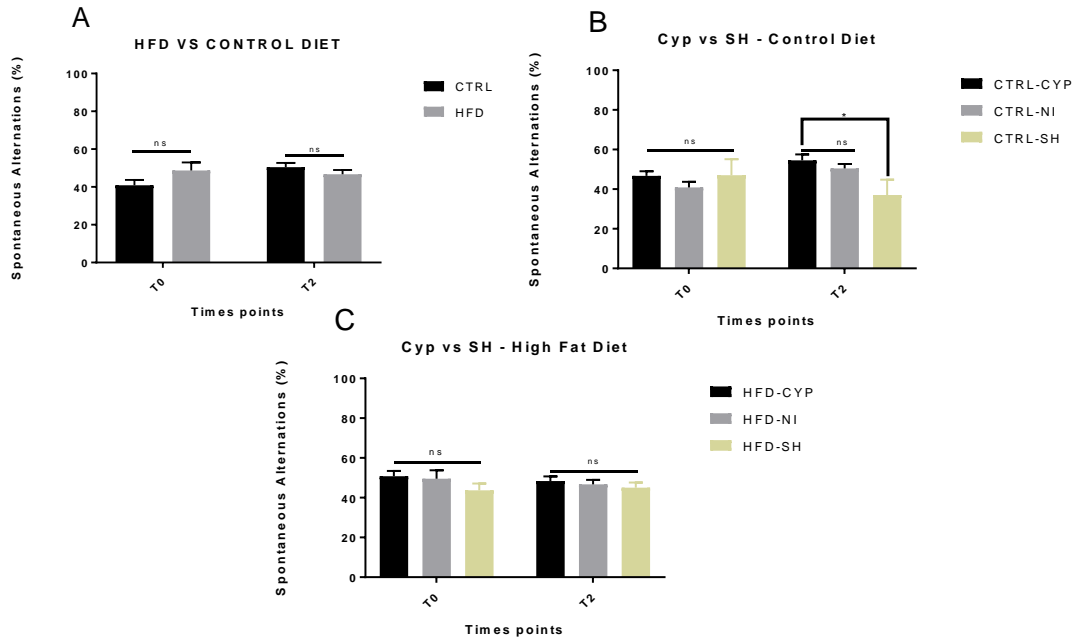 A
HFD VS CONTROL DIET
Spontaneous Alternations (%)
100
80
60
40
20
0
ns
ns
T0
T2
Times points
CTRL
HFD
B
Cyp vs SH - Control Diet
Spontaneous Alternations (%)
100
80
60
40
20
0
ns
*
ns
T0
T2
Times points
CTRL-CYP
CTRL-NI
CTRL-SH
C
Cyp vs SH - High Fat Diet
Spontaneous Alternations (%)
100
80
60
40
20
0
ns
ns
T0
T2
Times points
HFD-CYP
HFD-NI
HFD-SH